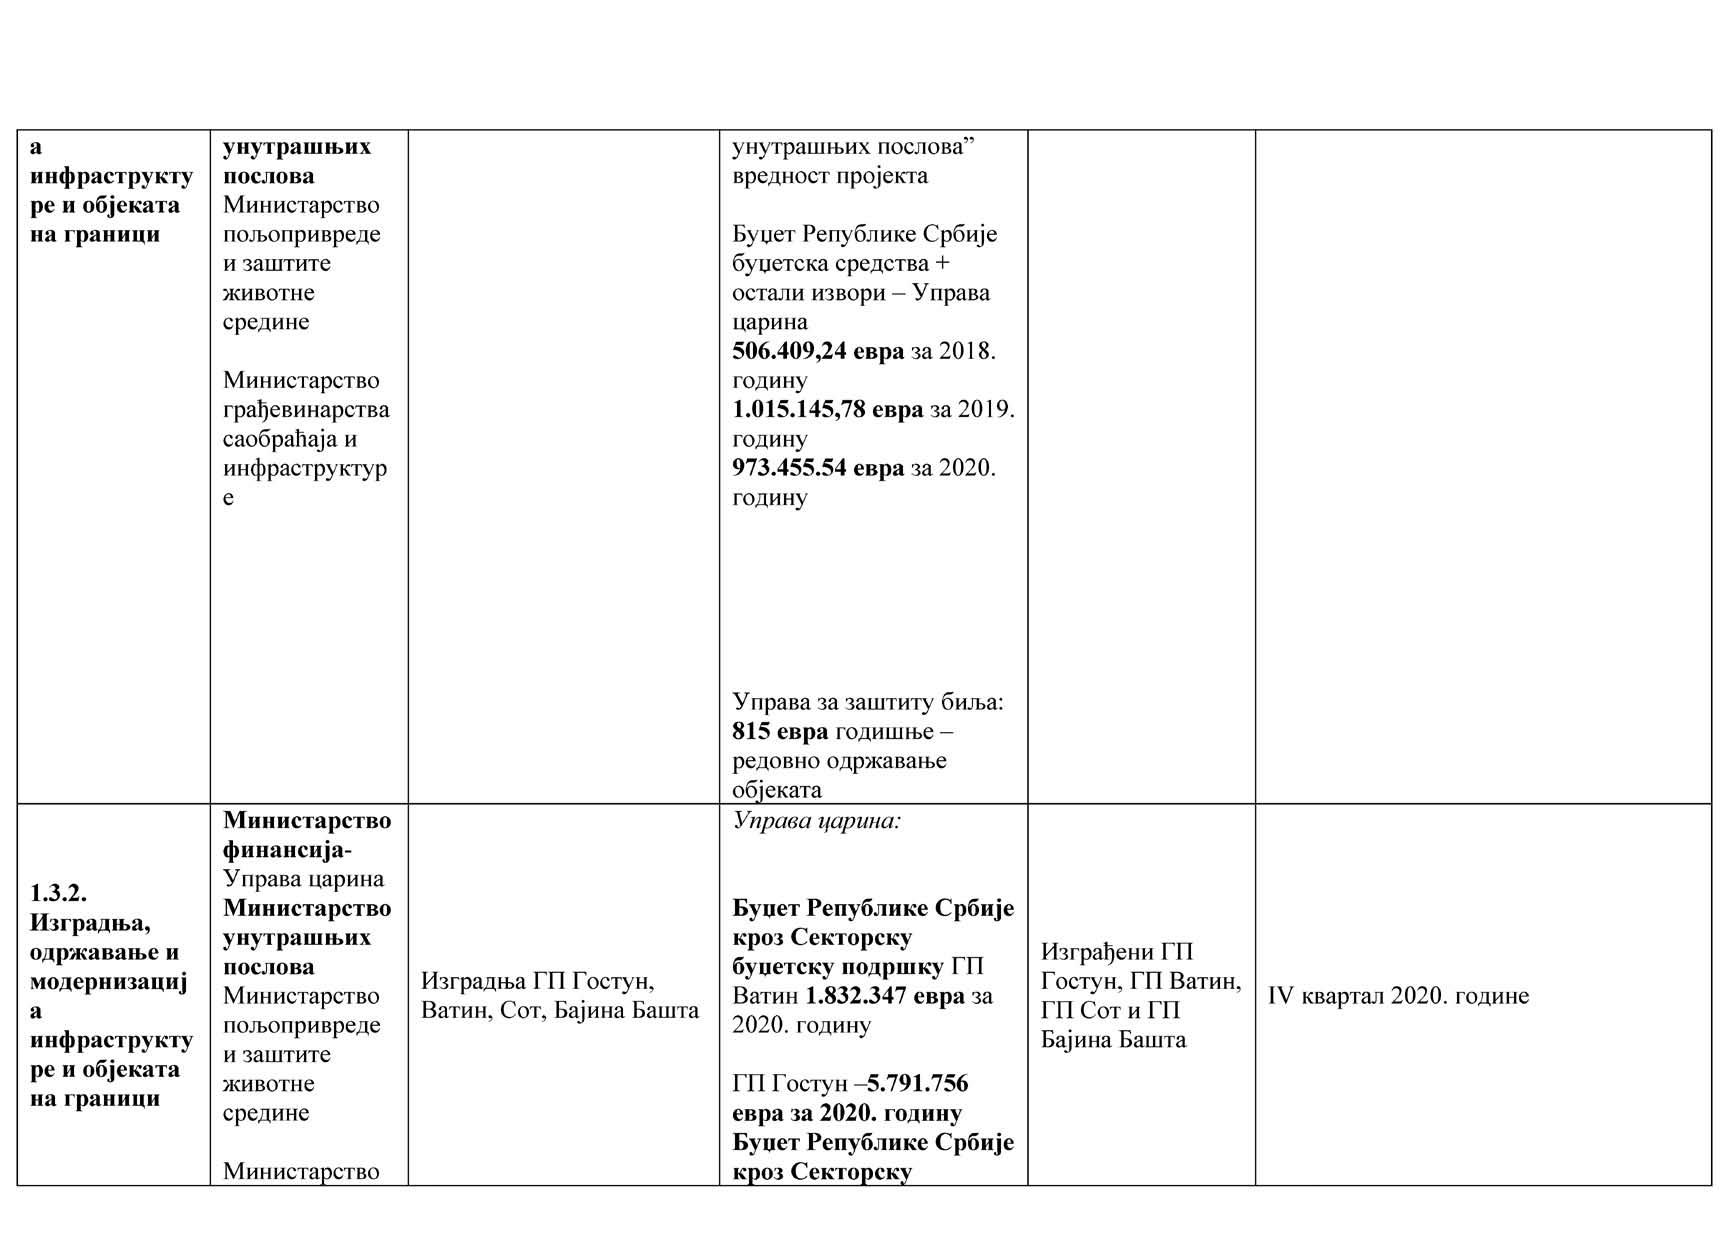 а
инфраструкту
ре и објеката
на граници
унутрашњих
послова
Министарство
пољопривреде
и заштите
животне
средине
Министарство
грађевинарства
саобраћаја и
инфраструктур
е
унутрашњих послова”
вредност пројекта
Буџет Републике Србије
буџетска средства +
остали извори – Управа
царина
506.409,24 евра за 2018.
годину
1.015.145,78 евра за 2019.
годину
973.455.54 евра за 2020.
годину
Управа за заштиту биља:
815 евра годишње –
редовно одржавање
објеката
1.3.2.
Изградња,
одржавање и
модернизациј
а
инфраструкту
ре и објеката
на граници
Министарство
финансија-
Управа царина
Министарство
унутрашњих
послова
Министарство
пољопривреде
и заштите
животне
средине
Министарство
Изградња ГП Гостун,
Ватин, Сот, Бајина Башта
Управа царина:
Буџет Републике Србије
кроз Секторску
буџетску подршку ГП
Ватин 1.832.347 евра за
2020. годину
ГП Гостун –5.791.756
евра за 2020. годину
Буџет Републике Србије
кроз Секторску
Изграђени ГП
Гостун, ГП Ватин,
ГП Сот и ГП
Бајина Башта
IV квартал 2020. године